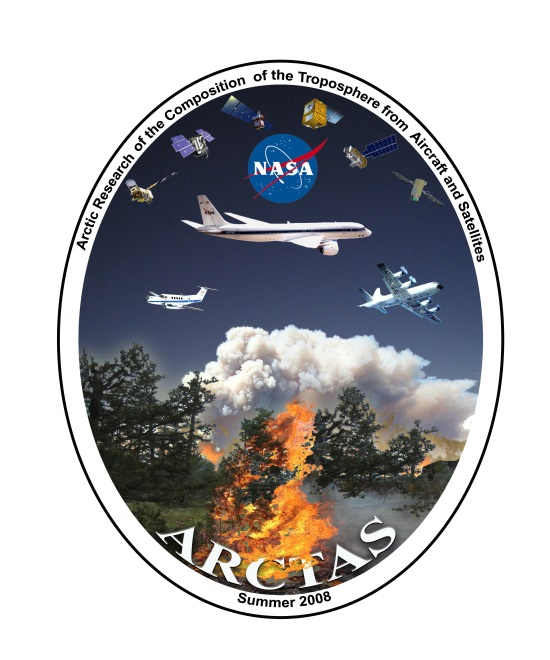 Arctic Research of the Composition of the Troposphere from Aircraft and Satellites
NASA
ARCTAS
Summer 2008